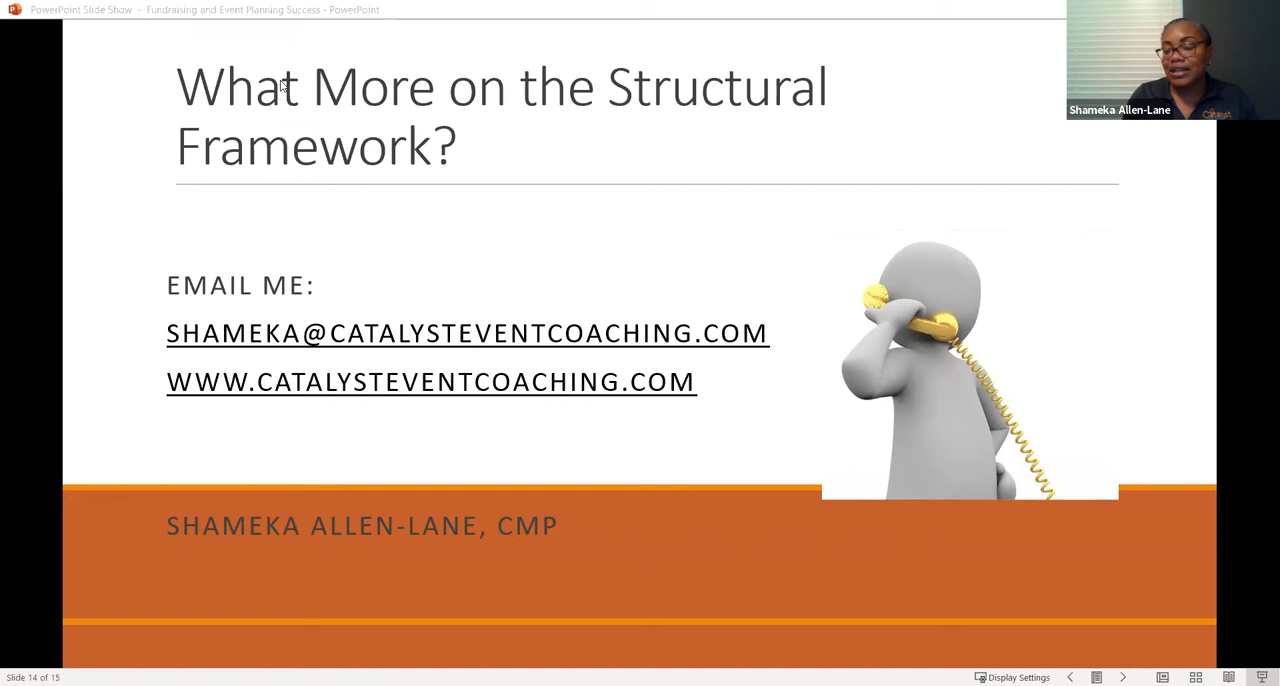 PowerPoint Slide Show - Fundraising and Event Planning Success - PowerPoint
What More on the Structural
Framework?
Shameka Allen-Lane
EMAIL ME:
SHAMEKA@CATALYSTEVENTCOACHING.COM
WWW.CATALYSTEVENTCOACHING.COM
SHAMEKA ALLEN-LANE, CMP
Slide 14 of 15
Display Settings